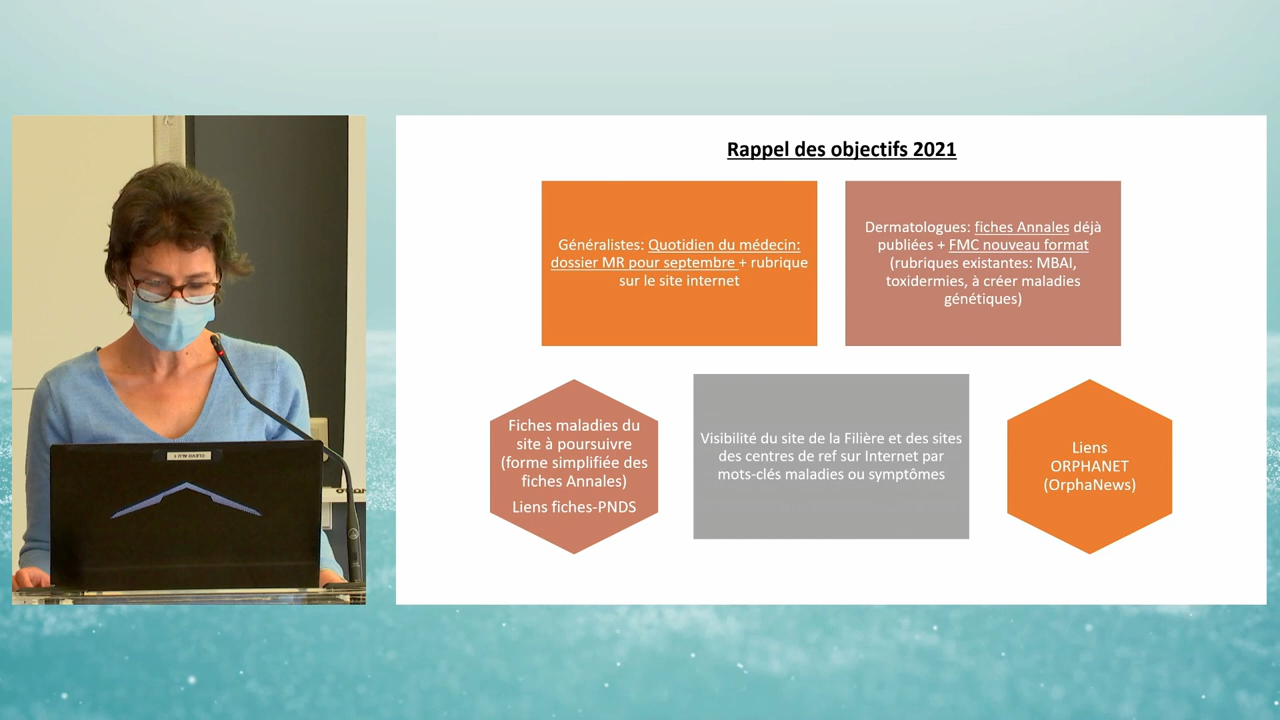 Rappel des objectifs 2021
Généralistes: Quotidien du médecin:
dossier MR pour septembre + rubrique
sur le site internet
Dermatologues: fiches Annales déjà
publiées + FMC nouveau format
(rubriques existantes: MBAI,
toxidermies, à créer maladies
génétiques)
Fiches maladies du
site à poursuivre
(forme simplifiée des
fiches Annales)
Liens fiches-PNDS
Visibilité du site de la Filière et des sites
des centres de ref sur Internet par
mots-clés maladies ou symptômes
Liens
ORPHANET
(OrphaNews)